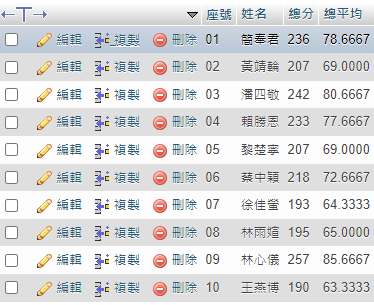 ←T→ 座號 姓名 總分 總平均
編輯 複製 刪除 01 簡奉君 236 78.6667
編輯 複製 刪除 02 黃靖輪 207 69.0000
編輯 複製 刪除 03 潘四敬 242 80.6667
編輯 複製 刪除 04 賴勝恩 233 77.6667
編輯 複製 刪除 05 黎楚寧 207 69.0000
編輯 複製 刪除 06 蔡中穎 218 72.6667
編輯 複製 刪除 07 徐佳螢 193 64.3333
編輯 複製 刪除 08 林雨媗 195 65.0000
編輯 複製 刪除 09 林心儀 257 85.6667
編輯 複製 刪除 10 王燕博 190 63.3333